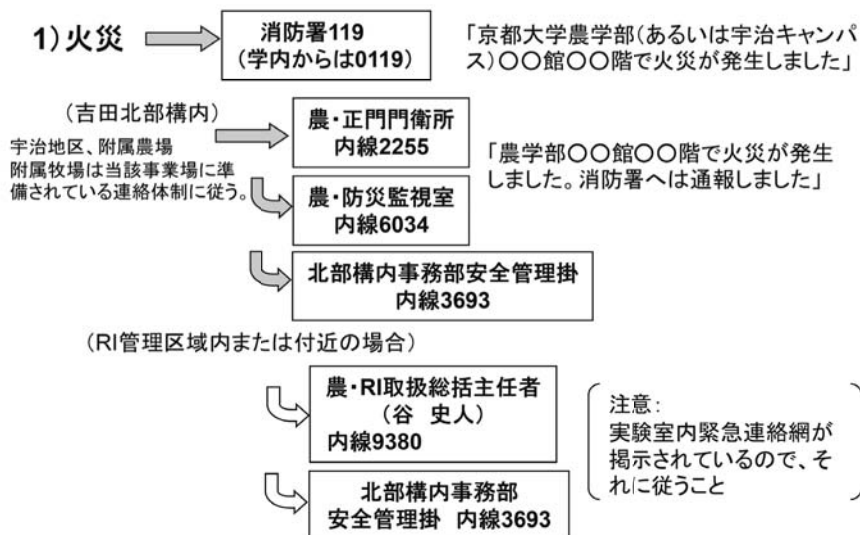 1)火災
消防署119
(学内からは0119)
「京都大学農学部(あるいは宇治キャンパ
ス)〇〇館〇〇階で火災が発生しました」
(吉田北部構内)
宇治地区、附属農場
附属牧場は当該事業場に準
備されている連絡体制に従う。
農・正門門衛所
内線2255
「農学部〇〇館〇〇階で火災が発生
しました。消防署へは通報しました」
農・防災監視室
内線6034
北部構内事務部安全管理掛
内線3693
(RI管理区域内または付近の場合)
農・RI取扱総括主任者
(谷 史人)
内線9380
注意:
実験室内緊急連絡網が
掲示されているので、そ
れに従うこと
北部構内事務部
安全管理掛 内線3693